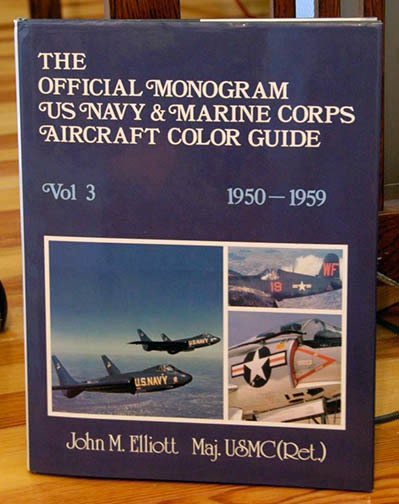 THE
OFFICIAL MONOGRAM
US NAVY & MARINE CORPS
AIRCRAFT COLOR GUIDE
Vol 3 1950—1959
WF
19
U.S.NAVY
U.S.NAVY
John M. Elliott Maj. USMC(Ret.)